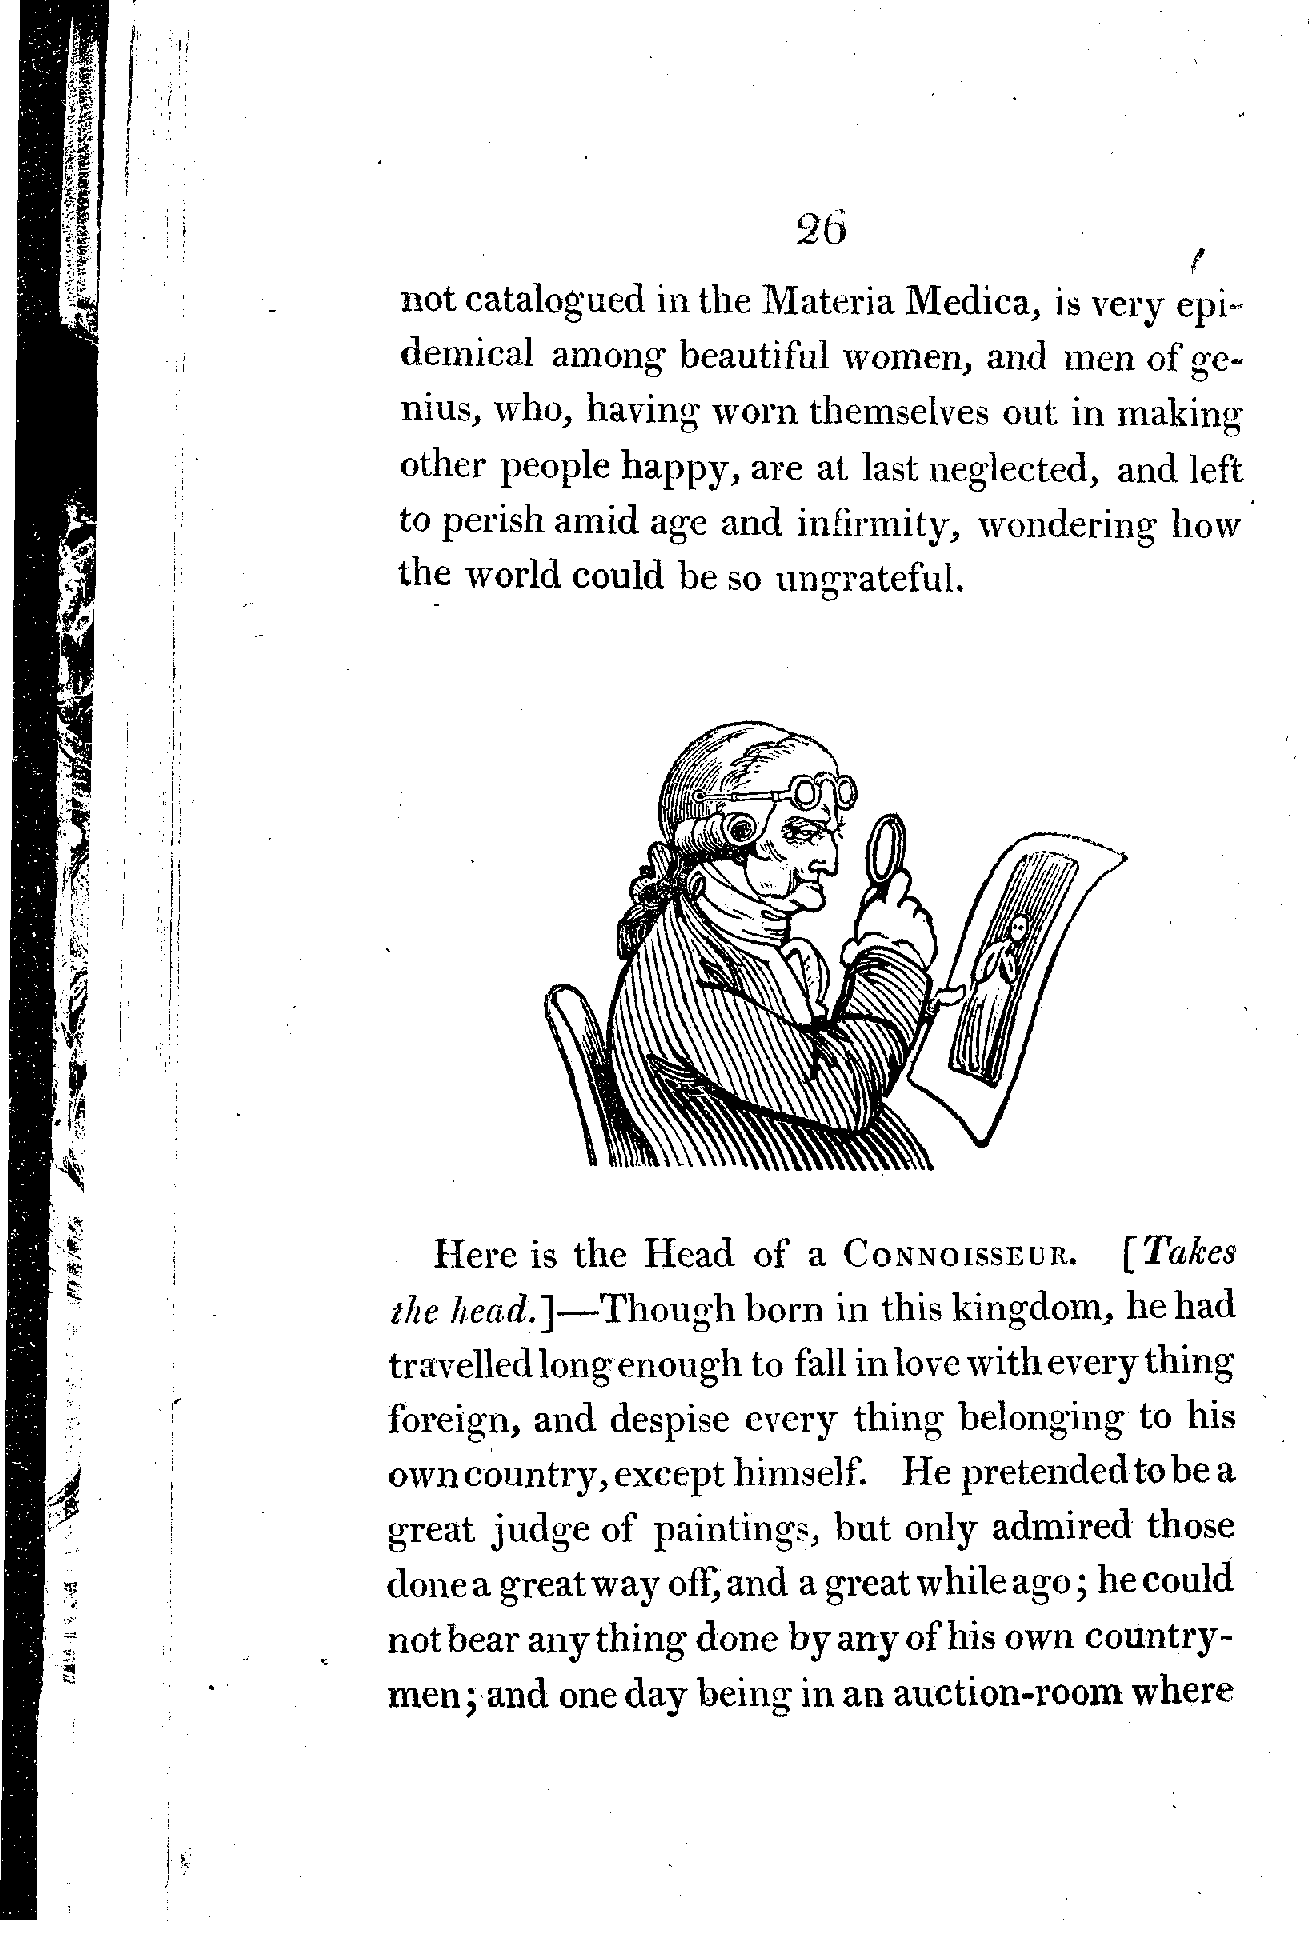 26
not catalogued in the Materia Medica, is very epi-
demical among beautiful women, and men of ge-
nius, who, having worn themselves out in making
other people happy, are at last neglected, and left
to perish amid age and infirmity, wondering how
the world could be so ungrateful.
Here is the Head of a CONNOISSEUR. [Takes
the head.]—Though born in this kingdom, he had
travelled long enough to fall in love with every thing
foreign, and despise every thing belonging to his
own country, except himself. He pretended to be a
great judge of paintings, but only admired those
done a great way off, and a great while ago; he could
not bear any thing done by any of his own country-
men; and one day being in an auction-room where